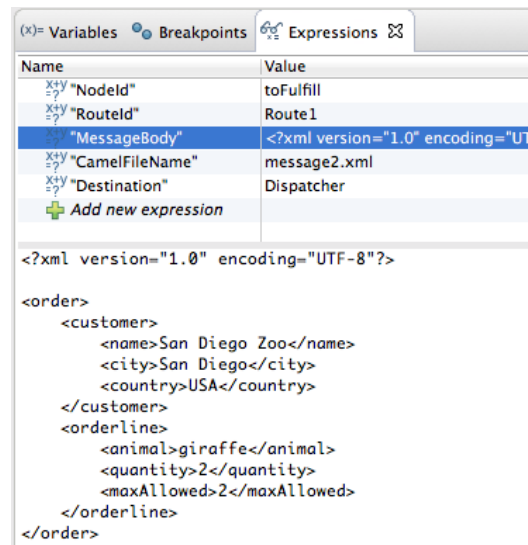 (x)= Variables Breakpoints Expressions
Name Value
"NodeId" toFulfill
"RouteId" Route1
"MessageBody" <?xml version="1.0" encoding="UT
"CamelFileName" message2.xml
"Destination" Dispatcher
Add new expression
<?xml version="1.0" encoding="UTF-8"?>
<order>
<customer>
<name>San Diego Zoo</name>
<city>San Diego</city>
<country>USA</country>
</customer>
<orderline>
<animal>giraffe</animal>
<quantity>2</quantity>
<maxAllowed>2</maxAllowed>
</orderline>
</order>